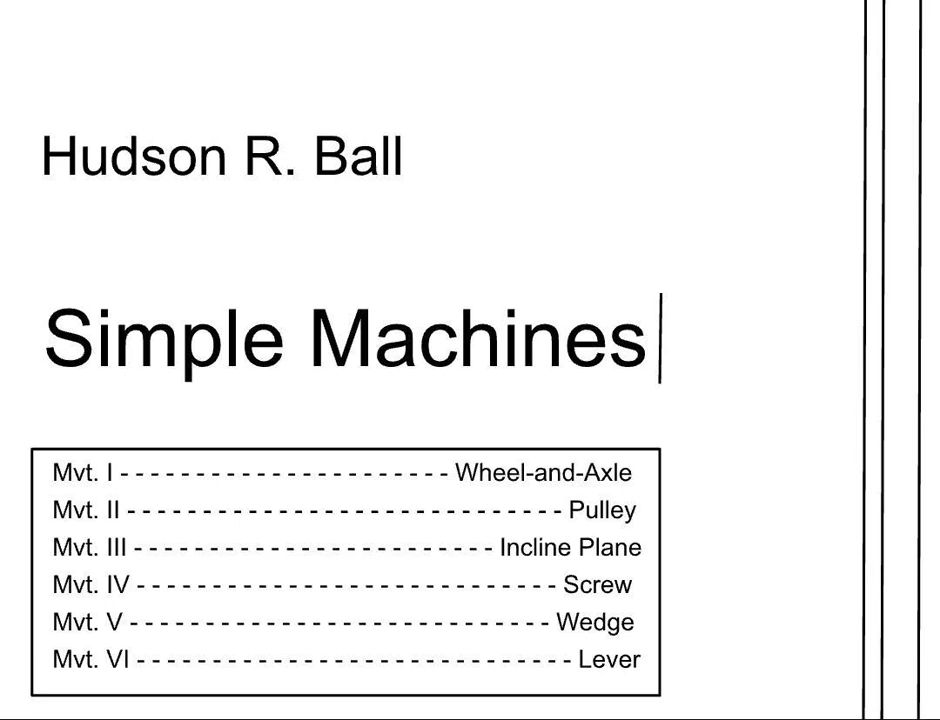 Hudson R. Ball
Simple Machines
Mvt. I - - - - - - - - - - - - - - - - - - - - - - Wheel-and-Axle
Mvt. II - - - - - - - - - - - - - - - - - - - - - - - - - - - - - Pulley
Mvt. III - - - - - - - - - - - - - - - - - - - - - - - - Incline Plane
Mvt. IV - - - - - - - - - - - - - - - - - - - - - - - - - - - - Screw
Mvt. V - - - - - - - - - - - - - - - - - - - - - - - - - - - - Wedge
Mvt. VI - - - - - - - - - - - - - - - - - - - - - - - - - - - - - Lever